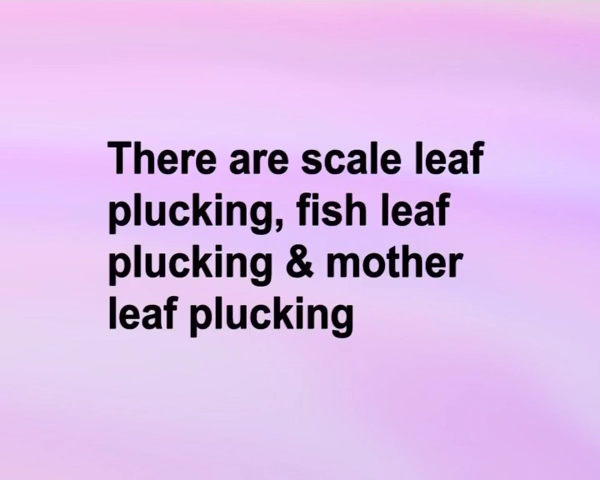 There are scale leaf
plucking, fish leaf
plucking & mother
leaf plucking